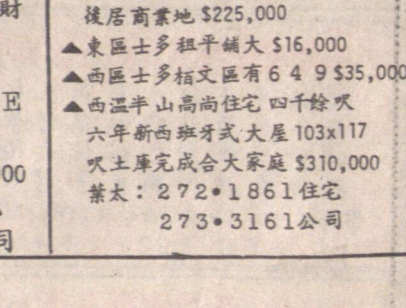 財
後居商業地 $225,000
▲東區士多租平鋪大 $16,000
▲西區士多栢文區有 6 4 9 $35,000
E
▲西溫半山高尚住宅 四千餘呎
六年新西班牙式大屋 103x117
00
呎土庫完成合大家庭 $310,000
葉太：272•1861住宅
司
273•3161公司